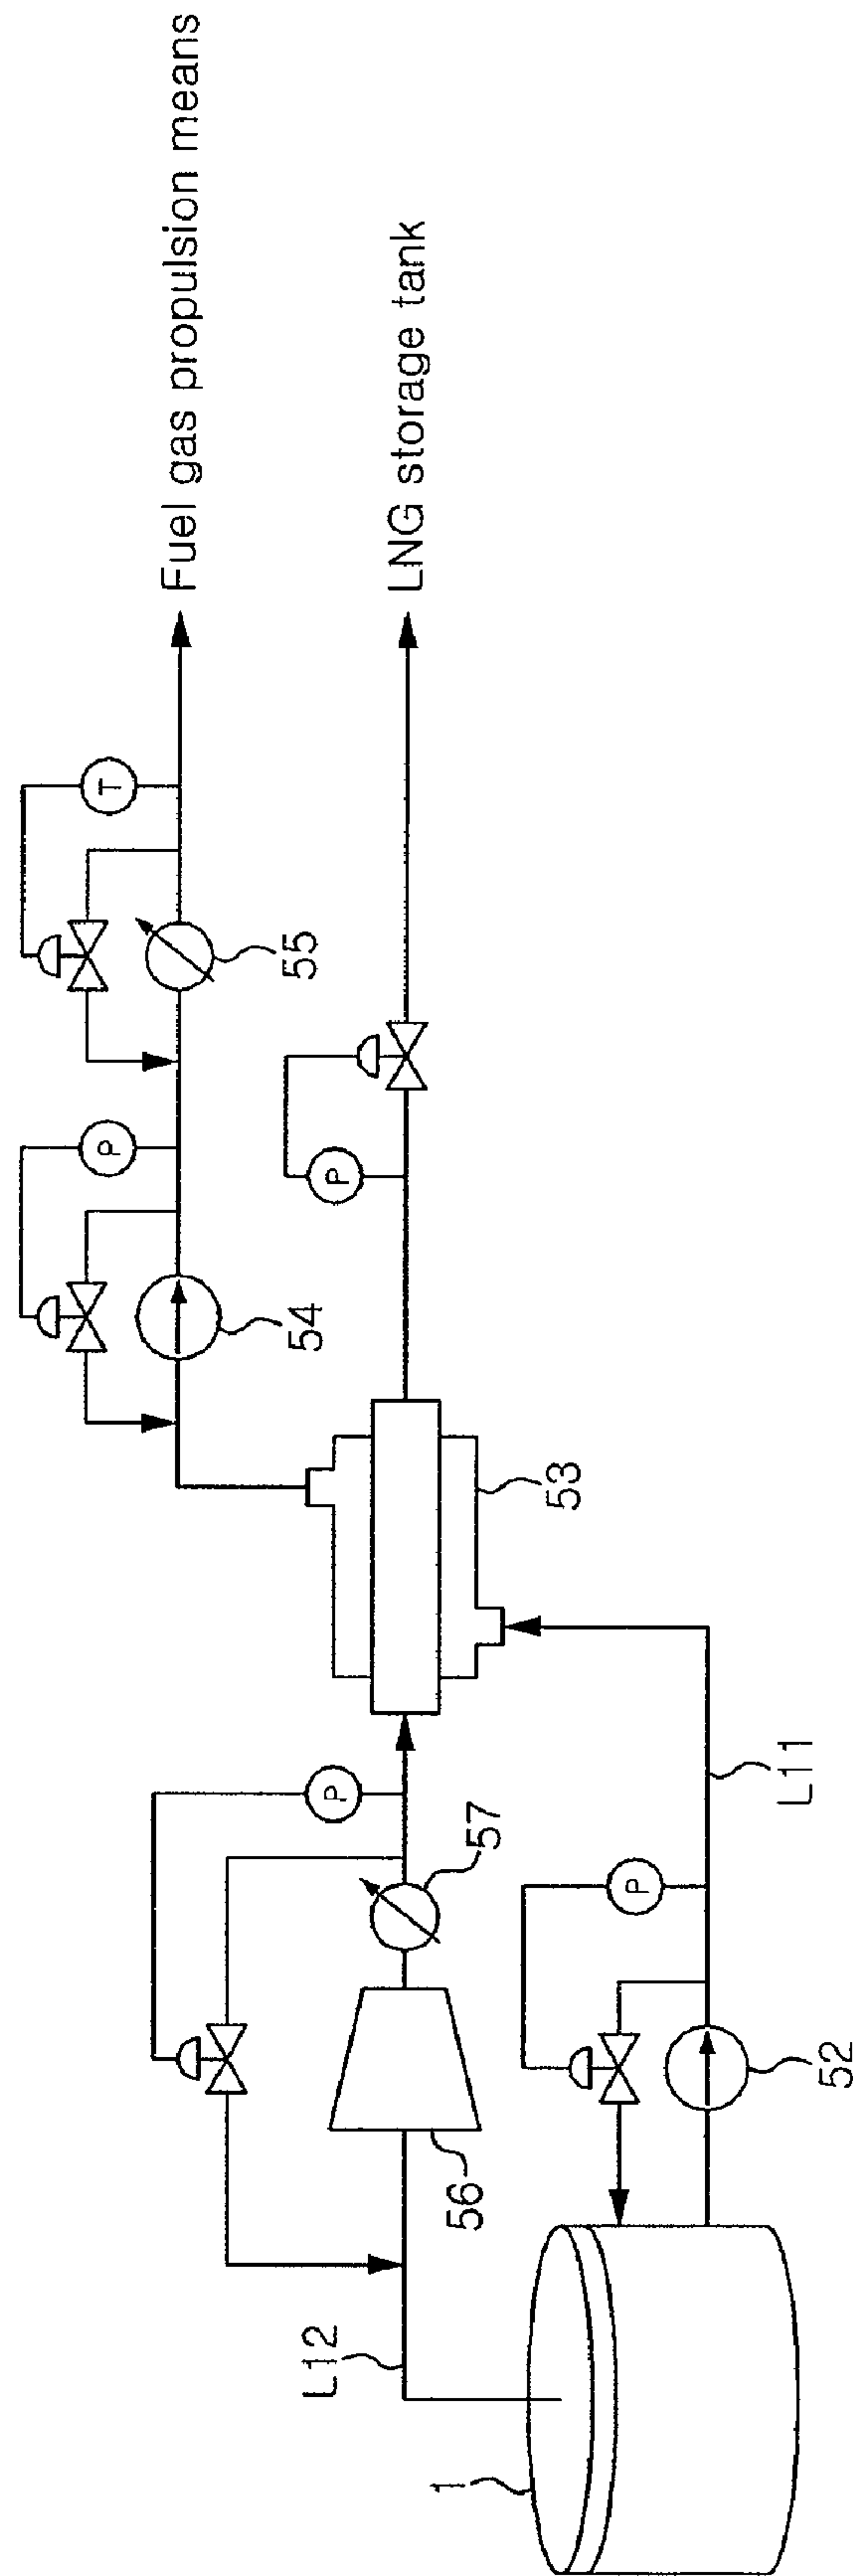 Fuel gas propulsion means
LNG storage tank
T
P
55
P
54
53
P
57
L11
P
56
52
L12
1